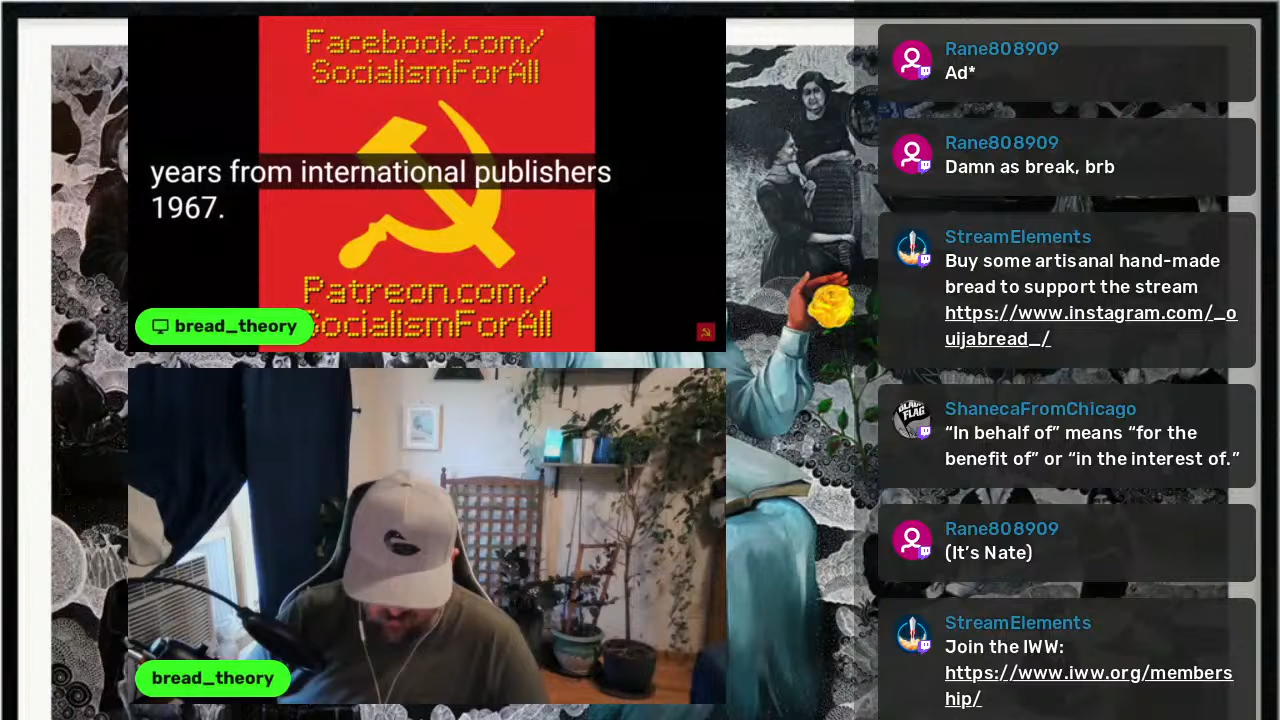 Facebook.com/
SocialismForAll
years from international publishers
1967.
Patreon.com/
SocialismForAll
bread_theory
bread_theory
Rane808909
Ad*
Rane808909
Damn as break, brb
StreamElements
Buy some artisanal hand-made
bread to support the stream
https://www.instagram.com/_o
uijabread_/
ShanecaFromChicago
“In behalf of” means “for the
benefit of” or “in the interest of.”
Rane808909
(It’s Nate)
StreamElements
Join the IWW:
https://www.iww.org/members
hip/